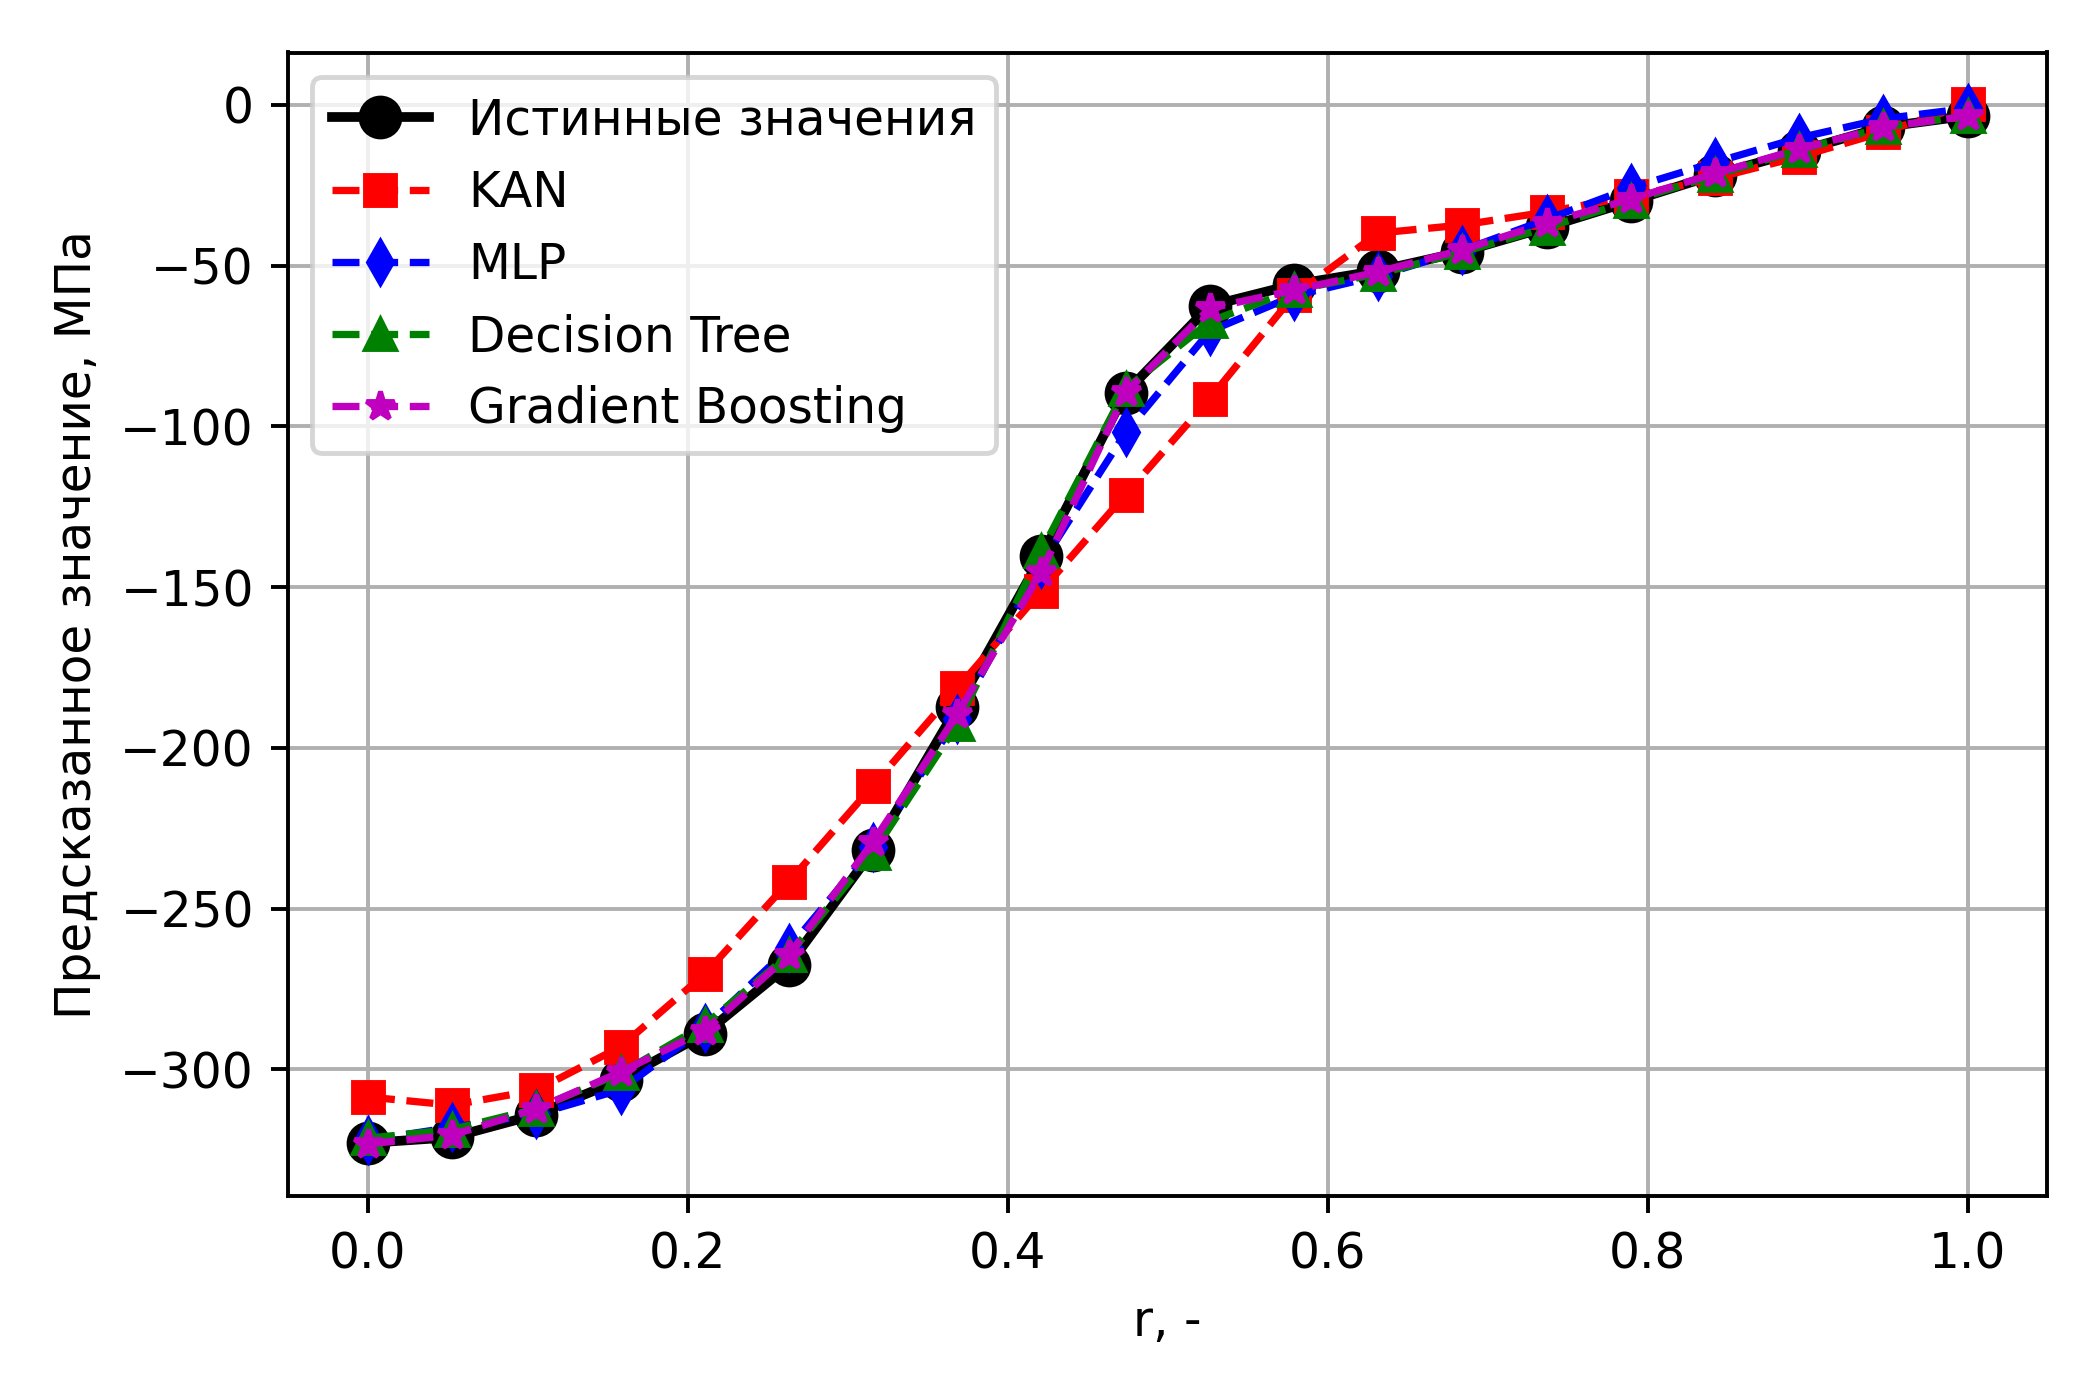 Истинные значения
KAN
MLP
Decision Tree
Gradient Boosting
Предсказанное значение, МПа
0
−50
−100
−150
−200
−250
−300
0.0 0.2 0.4 0.6 0.8 1.0
r, -